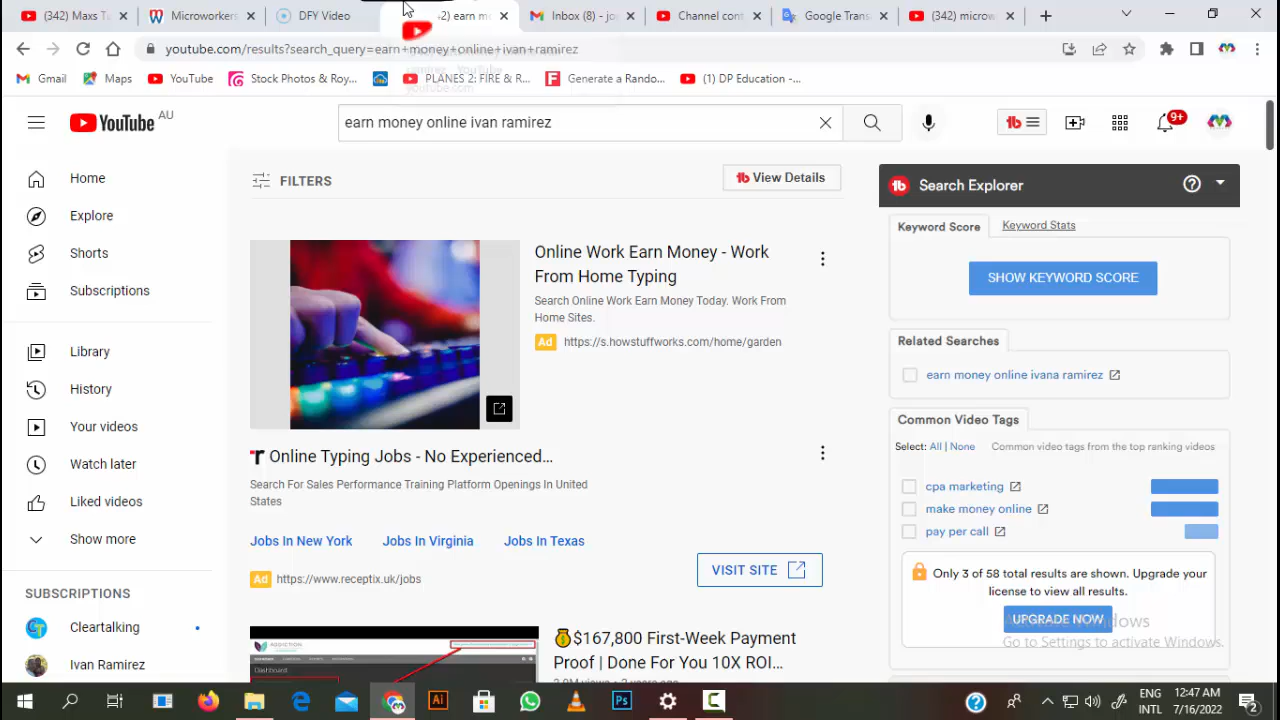 (342) Maxs T
Microworkers
DFY Video
+2) earn m
Inbox (8) - jo
Channel cont
Google Trans
(342) microw
youtube.com/results?search_query=earn+money+online+ivan+ramirez
Gmail
Maps
YouTube
Stock Photos & Roy...
PLANES 2: FIRE & R...
Generate a Rando...
(1) DP Education -...
youtube.com
YouTube AU
earn money online ivan ramirez
9+
Home
Explore
Shorts
Subscriptions
Library
History
Your videos
Watch later
Liked videos
Show more
SUBSCRIPTIONS
Cleartalking
Ivan Ramirez
FILTERS
View Details
Online Work Earn Money - Work
From Home Typing
Search Online Work Earn Money Today. Work From
Home Sites.
Ad https://s.howstuffworks.com/home/garden
Online Typing Jobs - No Experienced...
Search For Sales Performance Training Platform Openings In United
States
Jobs In New York Jobs In Virginia Jobs In Texas
Ad https://www.receptix.uk/jobs
VISIT SITE
ADDICTION
Dashboard
$167,800 First-Week Payment
Proof | Done For You 10X ROI...
Search Explorer
Keyword Score Keyword Stats
SHOW KEYWORD SCORE
Related Searches
earn money online ivana ramirez
Common Video Tags
Select: All | None Common video tags from the top ranking videos
cpa marketing
make money online
pay per call
Only 3 of 58 total results are shown. Upgrade your
license to view all results.
UPGRADE NOW
Go to Settings to activate Windows.
ENG
INTL
12:47 AM
7/16/2022
2